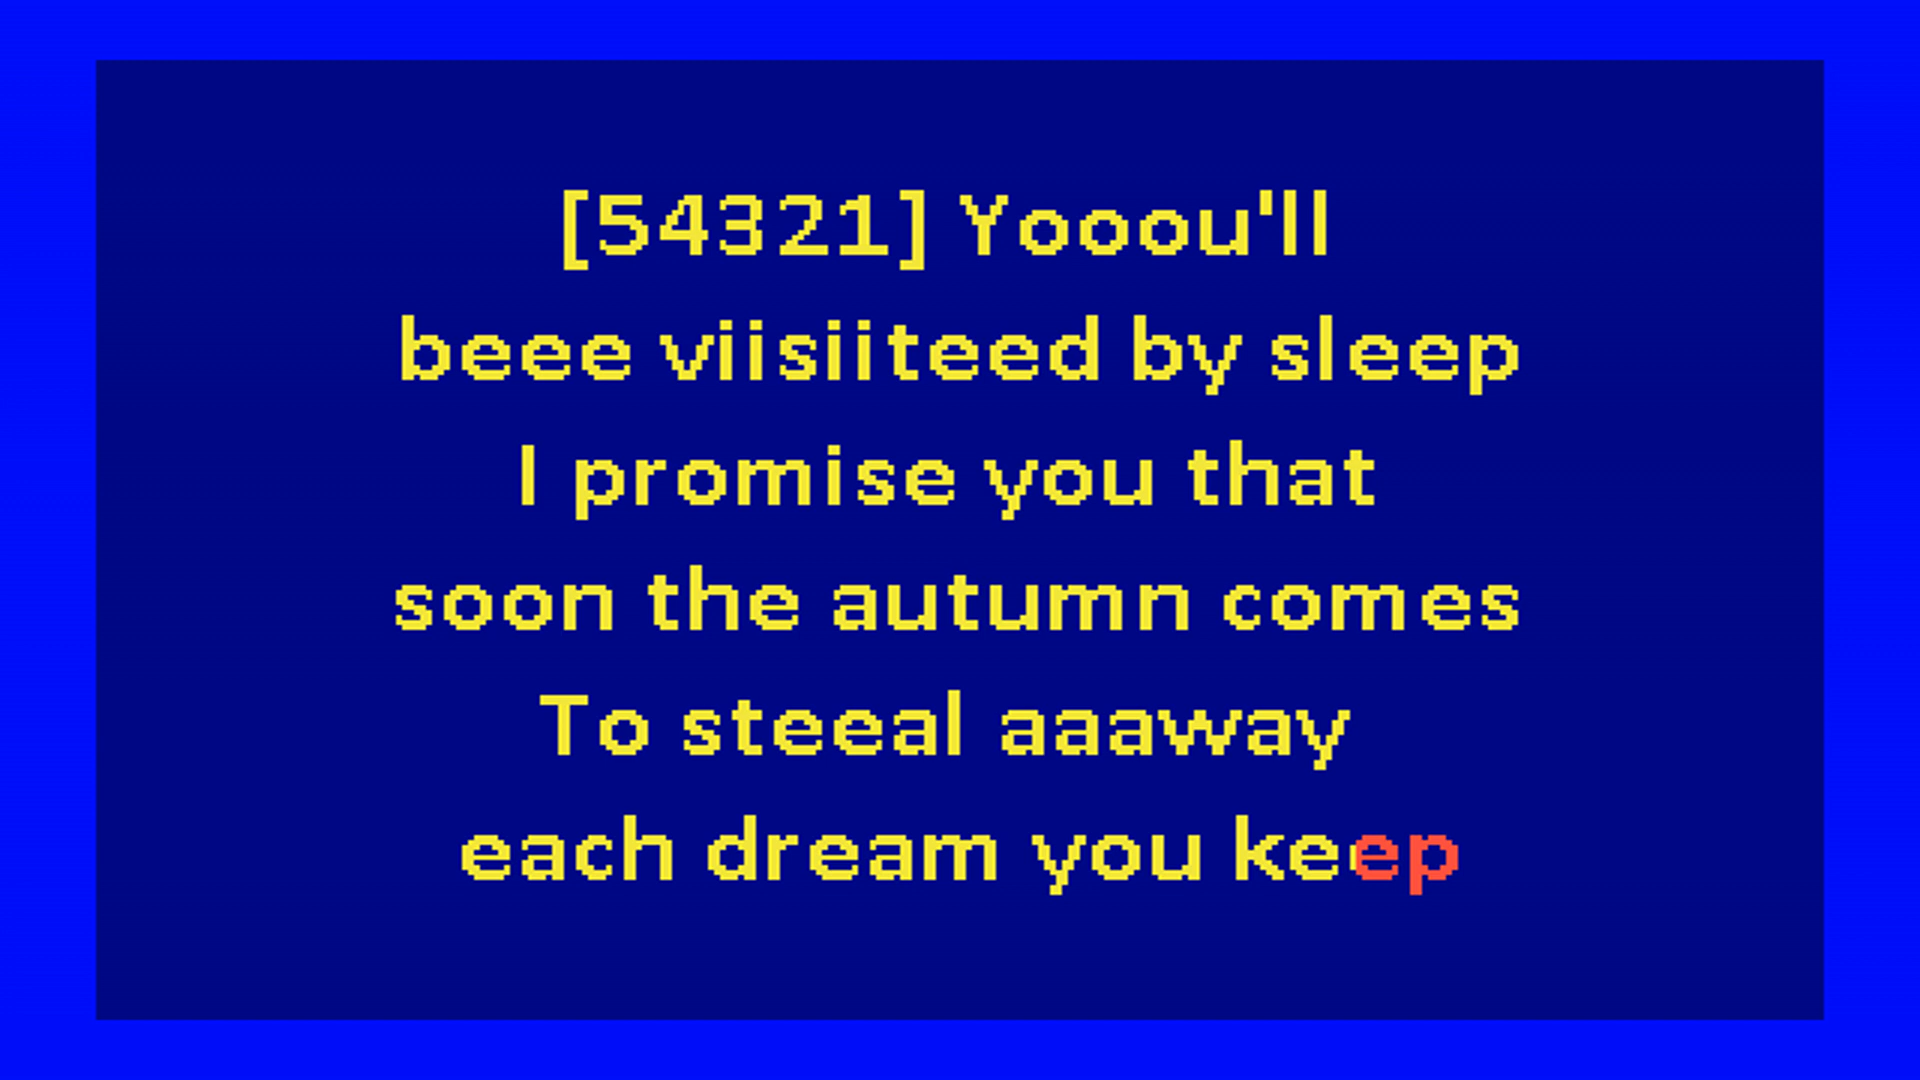 [54321] Yooou'll
beee viisiiteed by sleep
I promise you that
soon the autumn comes
To steeal aaaway
each dream you keep